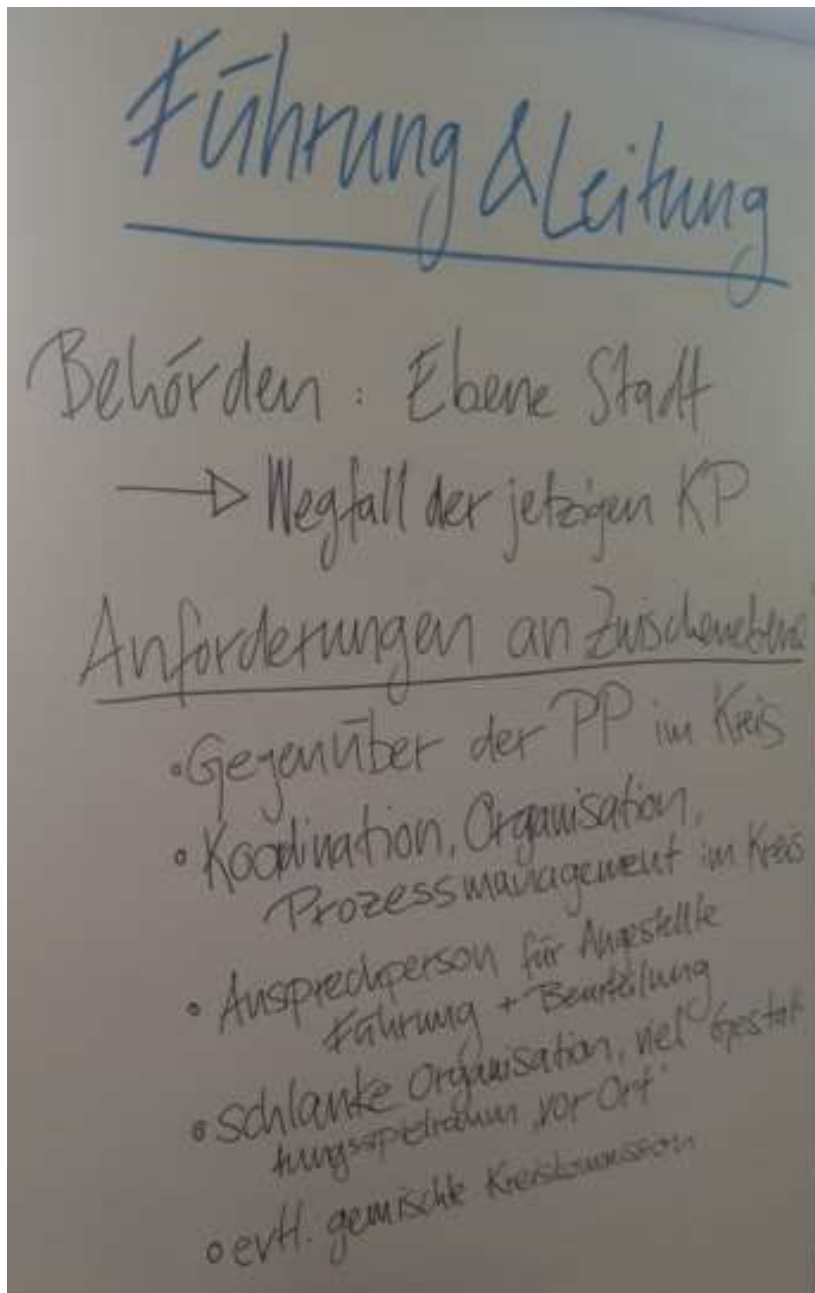 Führung & Leitung
Behörden : Ebene Stadt
→ Wegfall der jetzigen KP
Anforderungen an Zwischenebene
• Gegenüber der PP im Kreis
• Koordination, Organisation,
Prozessmanagement im Kreis
• Ansprechperson für Angestellte
Führung + Beurteilung
• schlanke Organisation, viel Gestal-
tungsspielraum „vor Ort“
• evtl. gemischte Kreiskommission